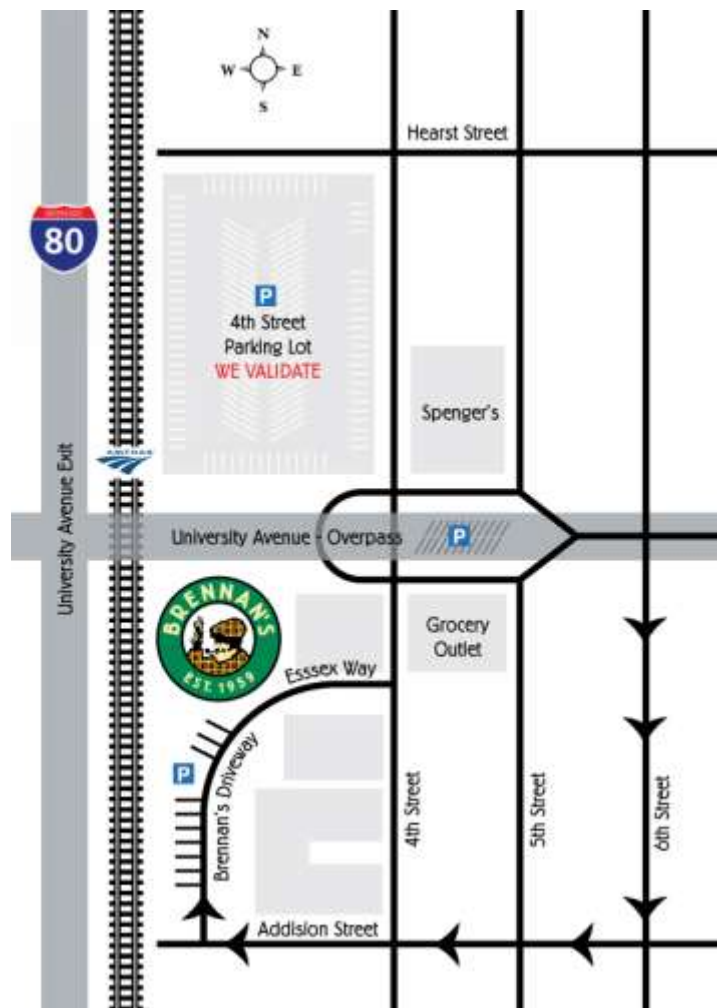 N
W
E
S
Hearst Street
80
P
4th Street
Parking Lot
WE VALIDATE
Spenger's
AMTRAK
University Avenue Exit
University Avenue - Overpass
P
BRENNAN'S
EST. 1959
Grocery
Outlet
Esssex Way
P
Brennan's Driveway
4th Street
5th Street
6th Street
Addision Street